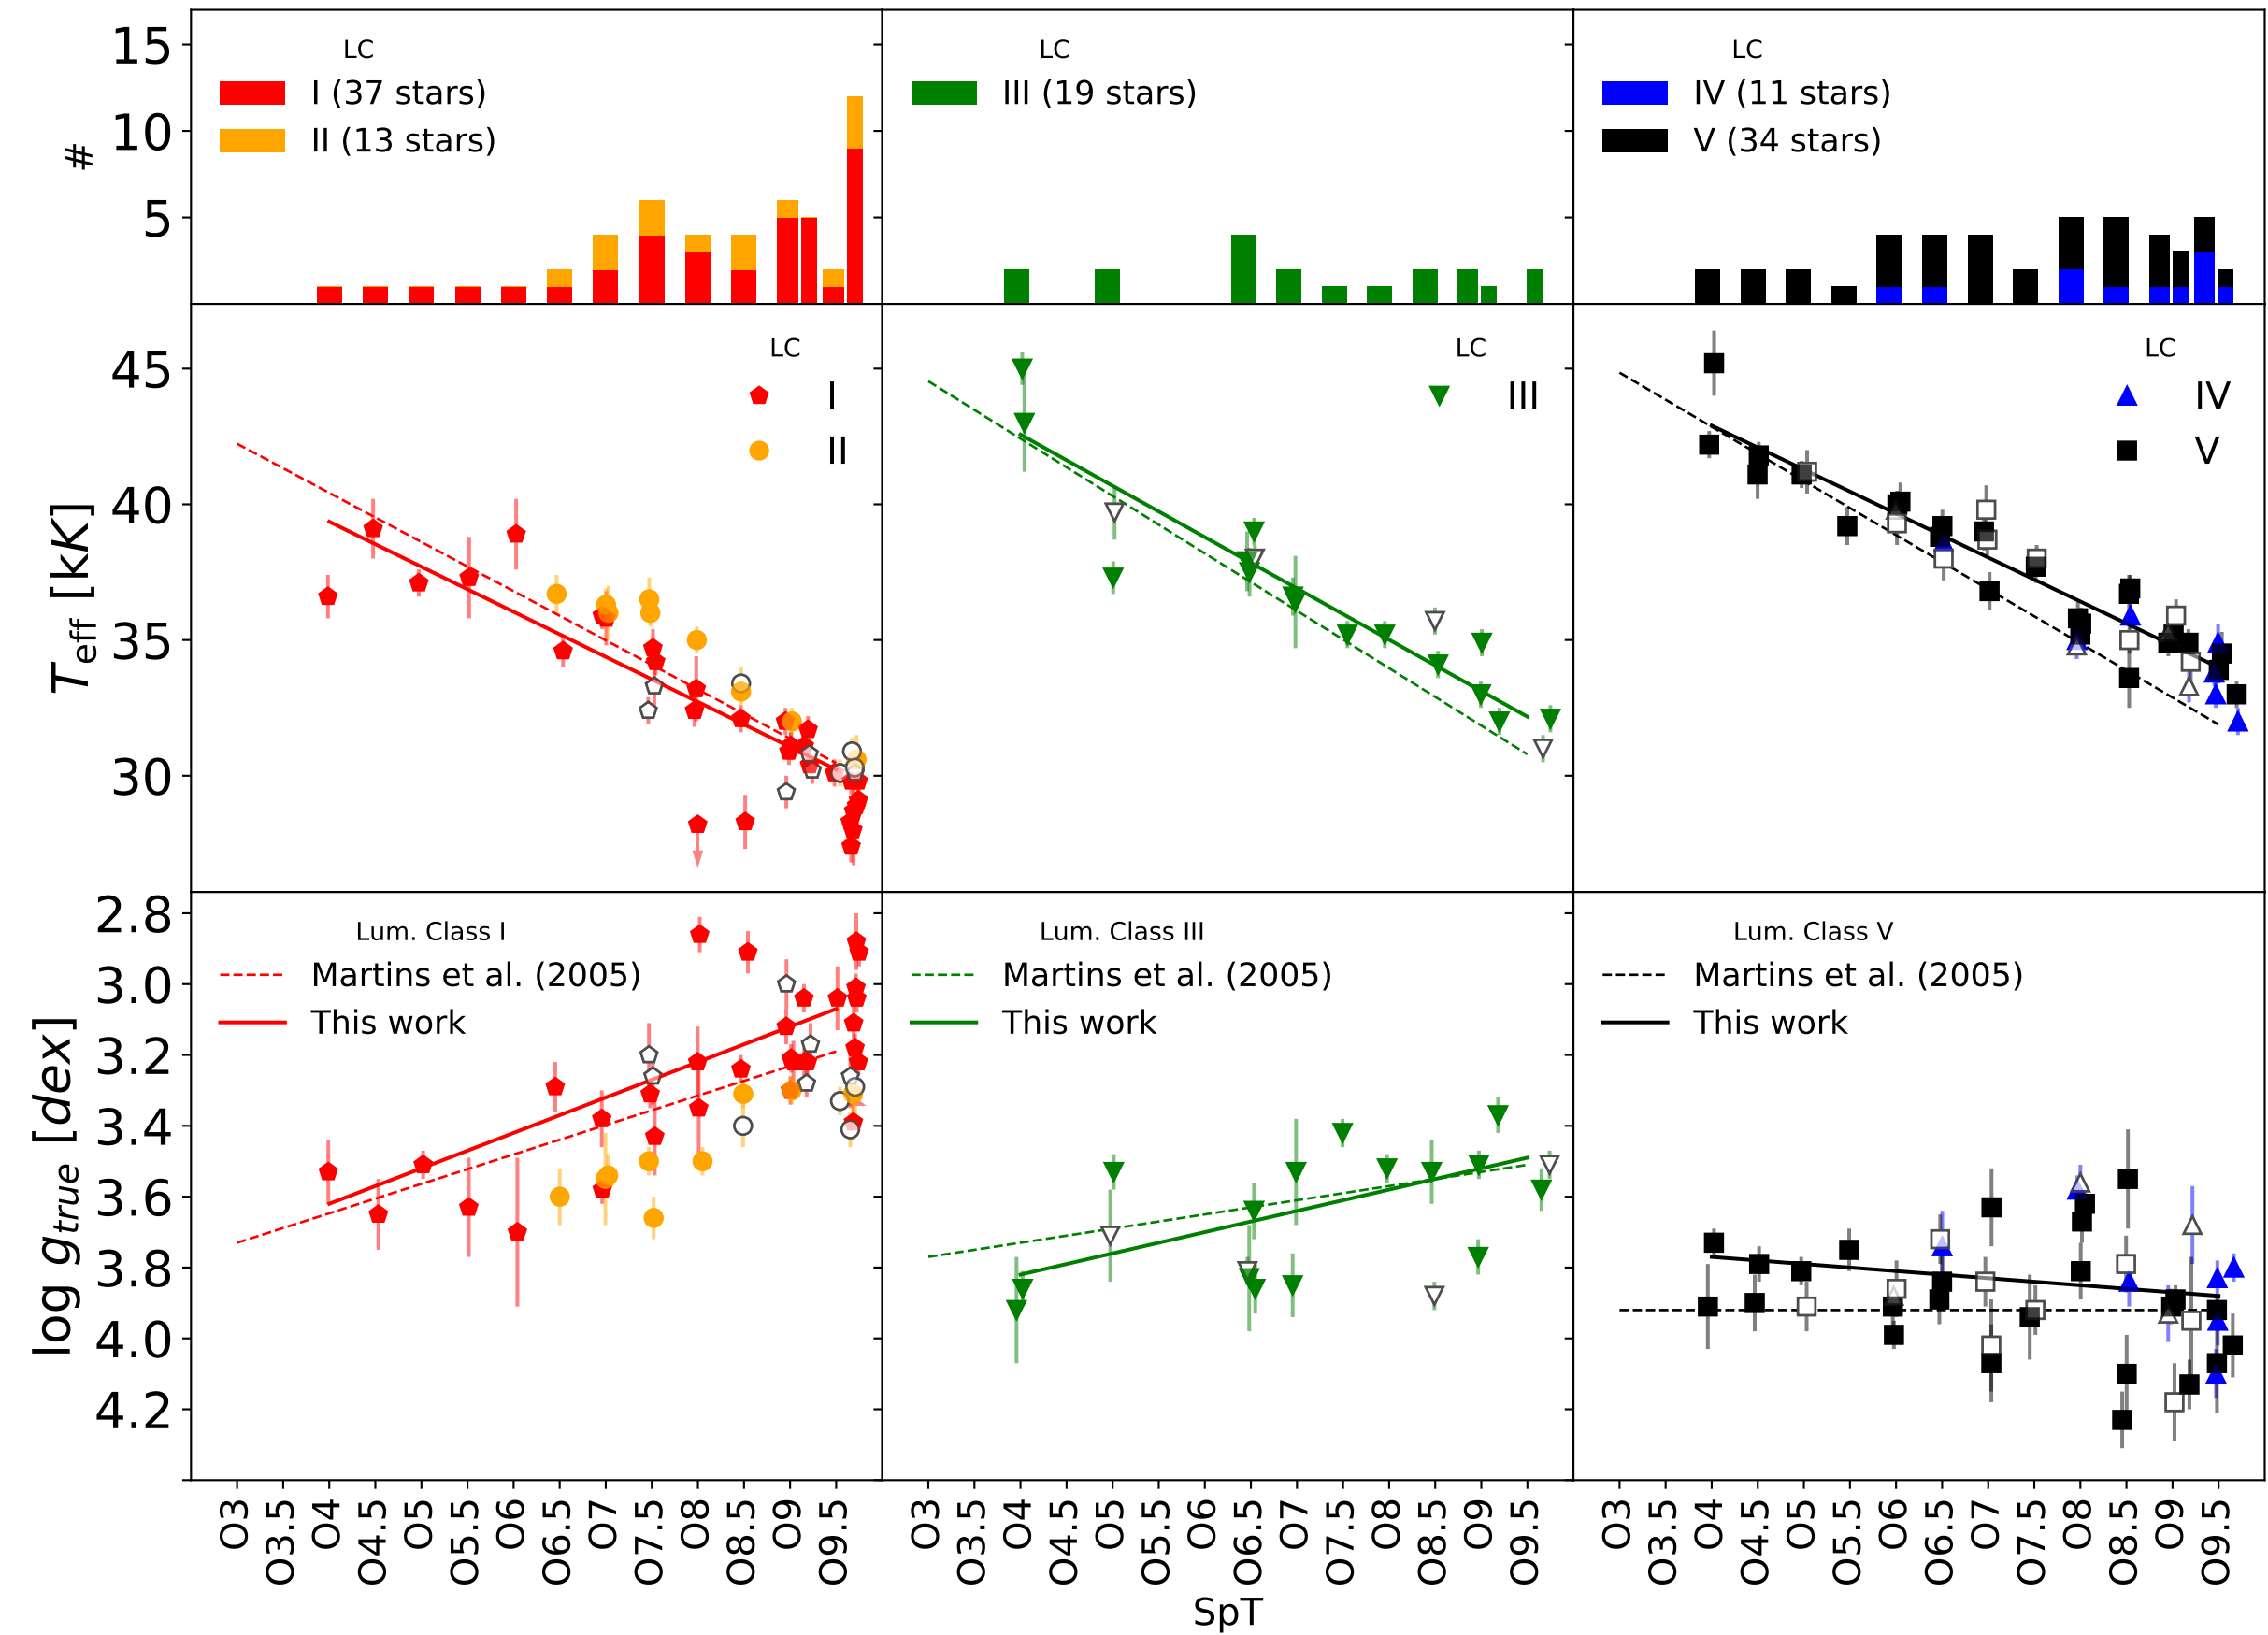 15
10
5
#
LC
I (37 stars)
II (13 stars)
LC
III (19 stars)
LC
IV (11 stars)
V (34 stars)
45
40
35
30
T_eff [kK]
LC
I
II
LC
III
LC
IV
V
2.8
3.0
3.2
3.4
3.6
3.8
4.0
4.2
log g_true [dex]
Lum. Class I
Martins et al. (2005)
This work
Lum. Class III
Martins et al. (2005)
This work
Lum. Class V
Martins et al. (2005)
This work
O3
O3.5
O4
O4.5
O5
O5.5
O6
O6.5
O7
O7.5
O8
O8.5
O9
O9.5
O3
O3.5
O4
O4.5
O5
O5.5
O6
O6.5
O7
O7.5
O8
O8.5
O9
O9.5
O3
O3.5
O4
O4.5
O5
O5.5
O6
O6.5
O7
O7.5
O8
O8.5
O9
O9.5
SpT